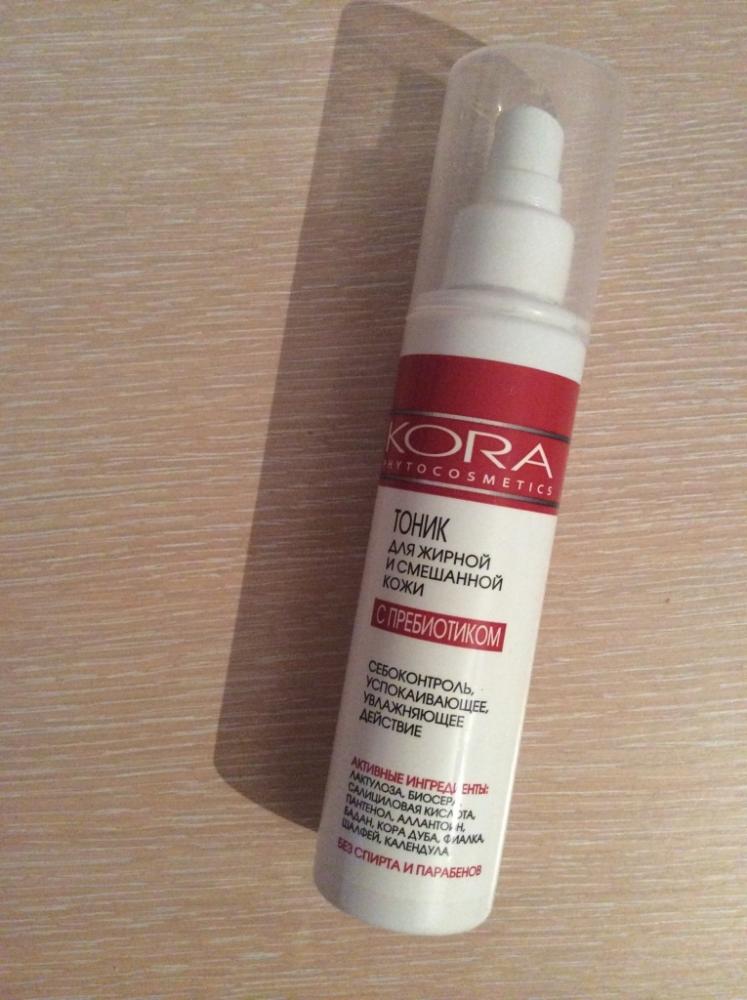 KORA
PHYTOCOSMETICS
ТОНИК
ДЛЯ ЖИРНОЙ
И СМЕШАННОЙ
КОЖИ
С ПРЕБИОТИКОМ
СЕБОКОНТРОЛЬ,
УСПОКАИВАЮЩЕЕ,
УВЛАЖНЯЮЩЕЕ
ДЕЙСТВИЕ
АКТИВНЫЕ ИНГРЕДИЕНТЫ:
ЛАКТУЛОЗА, БИОСЕРА,
САЛИЦИЛОВАЯ КИСЛОТА,
ПАНТЕНОЛ, АЛЛАНТОИН,
БАДАН, КОРА ДУБА, ФИАЛКА,
ШАЛФЕЙ, КАЛЕНДУЛА
БЕЗ СПИРТА И ПАРАБЕНОВ